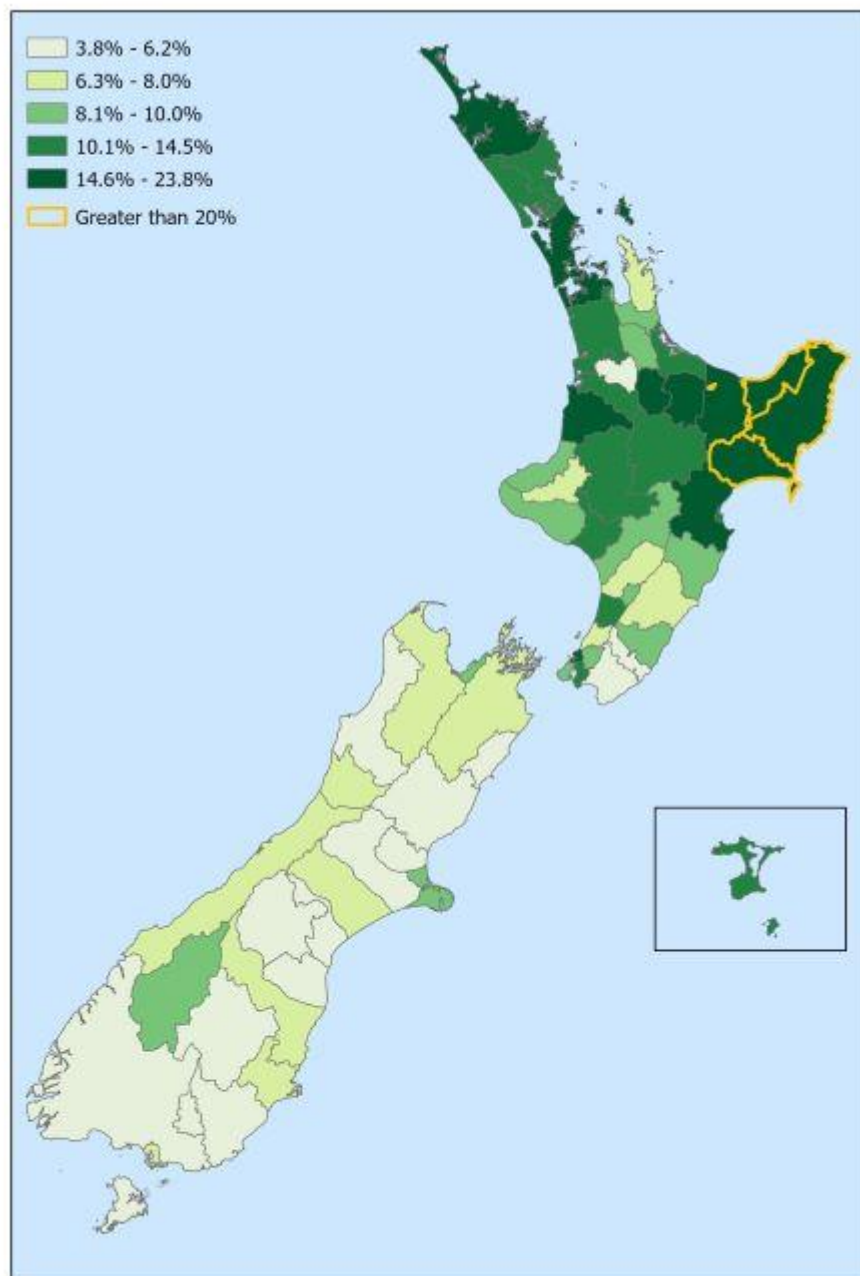 3.8% - 6.2%
6.3% - 8.0%
8.1% - 10.0%
10.1% - 14.5%
14.6% - 23.8%
Greater than 20%